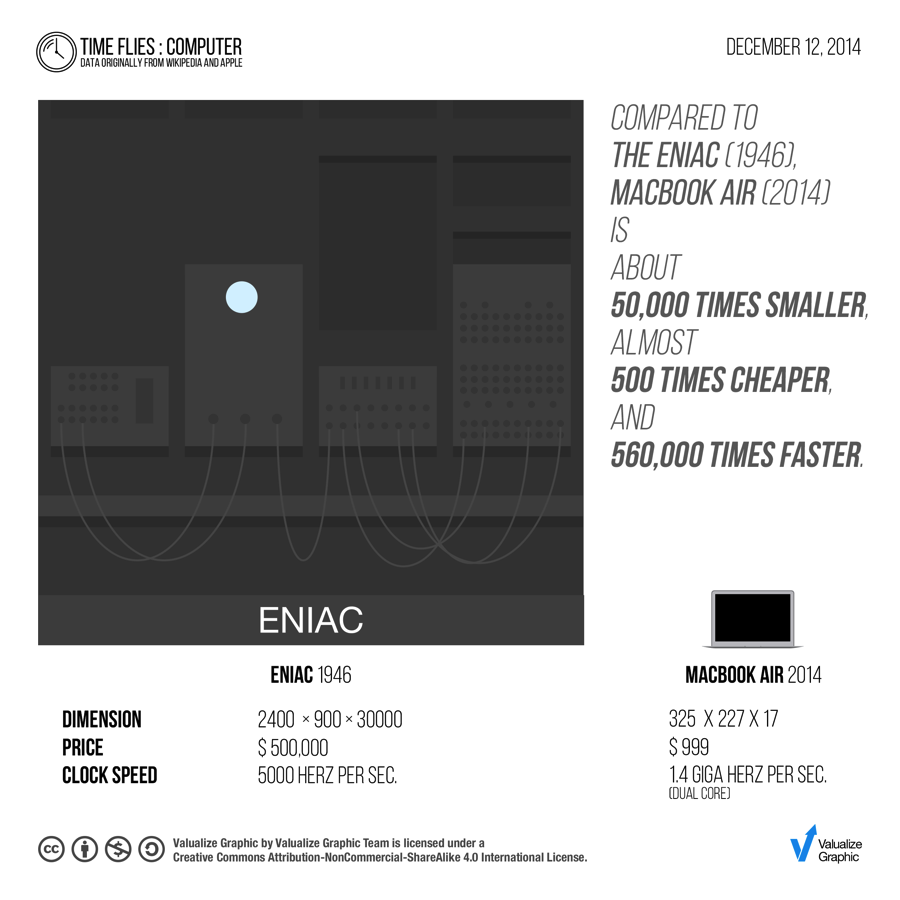 TIME FLIES : COMPUTER
DATA ORIGINALLY FROM WIKIPEDIA AND APPLE
DECEMBER 12, 2014
COMPARED TO
THE ENIAC (1946),
MACBOOK AIR (2014)
IS
ABOUT
50,000 TIMES SMALLER,
ALMOST
500 TIMES CHEAPER,
AND
560,000 TIMES FASTER.
ENIAC
ENIAC 1946
MACBOOK AIR 2014
DIMENSION 2400 × 900 × 30000 325 X 227 X 17
PRICE $ 500,000 $ 999
CLOCK SPEED 5000 HERZ PER SEC. 1.4 GIGA HERZ PER SEC.
(DUAL CORE)
cc
Valualize Graphic by Valualize Graphic Team is licensed under a
Creative Commons Attribution-NonCommercial-ShareAlike 4.0 International License.
Valualize
Graphic